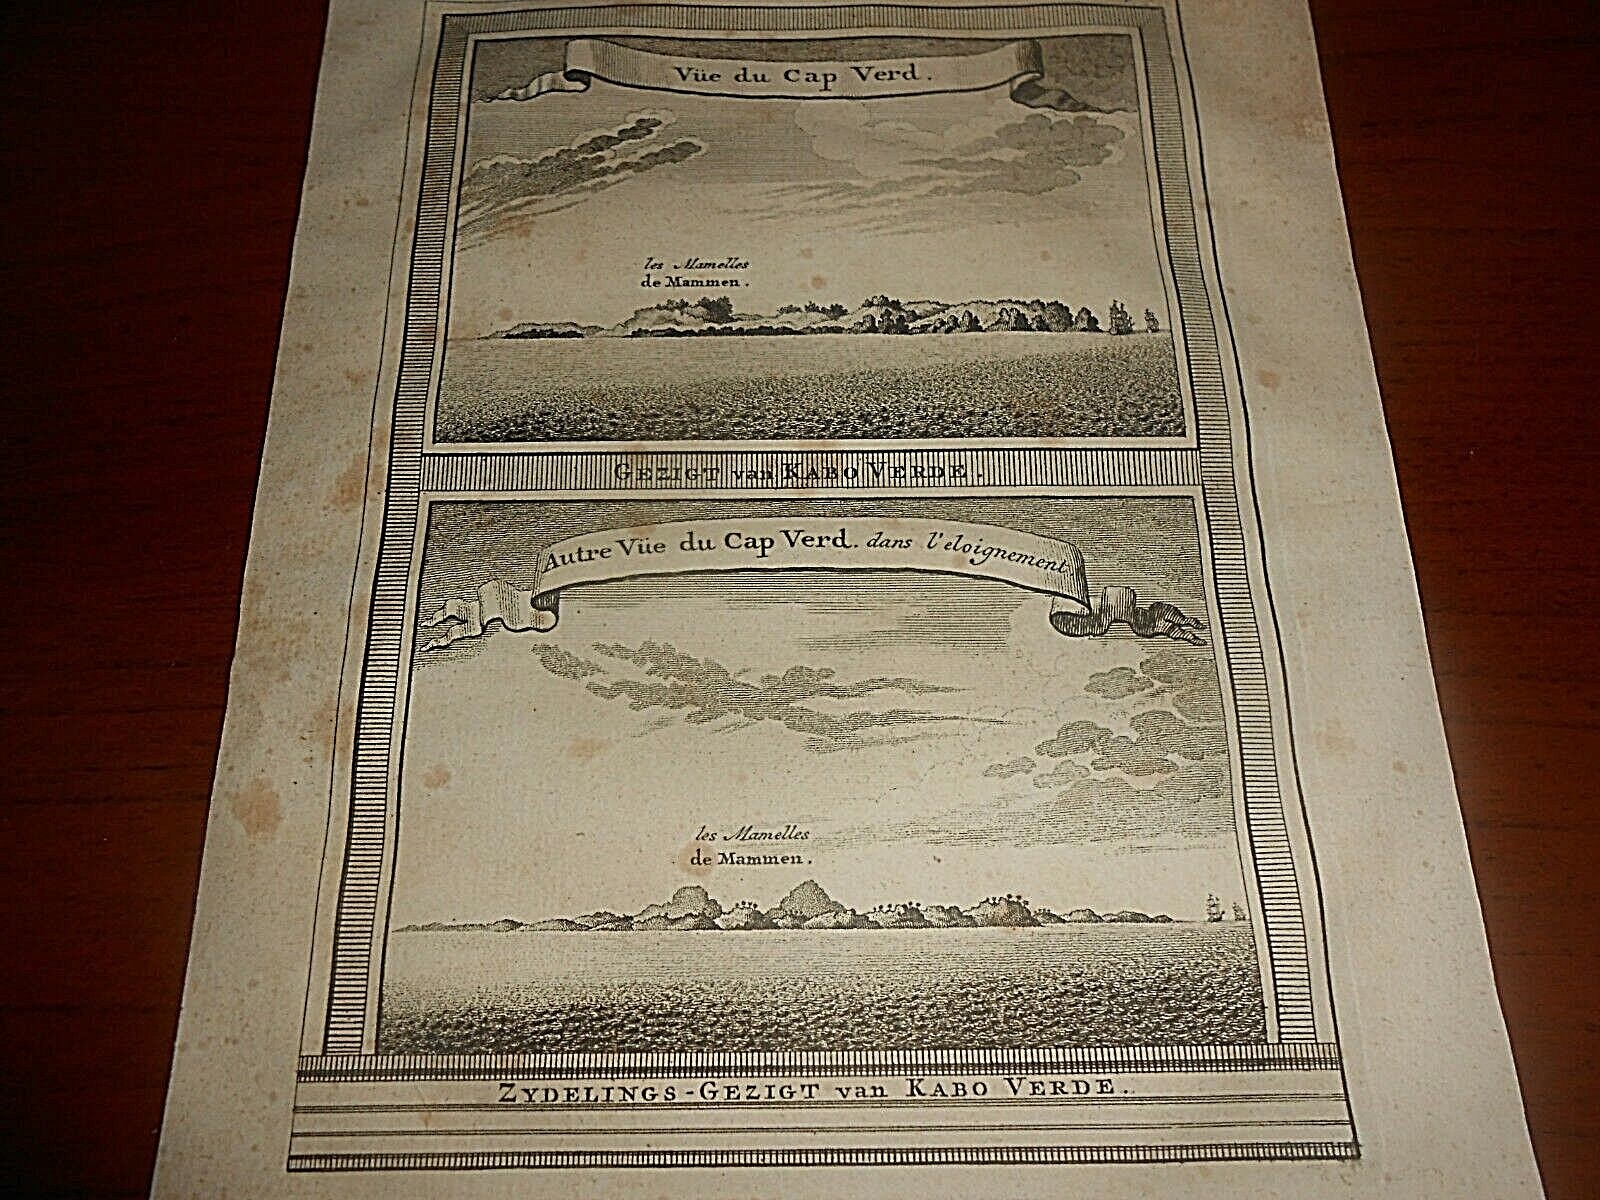 Vüe du Cap Verd.
les Mamelles
de Mammen.
GEZIGT van KABO VERDE.
Autre Vüe du Cap Verd. dans l'eloignement
les Mamelles
de Mammen.
ZYDELINGS-GEZIGT van KABO VERDE.